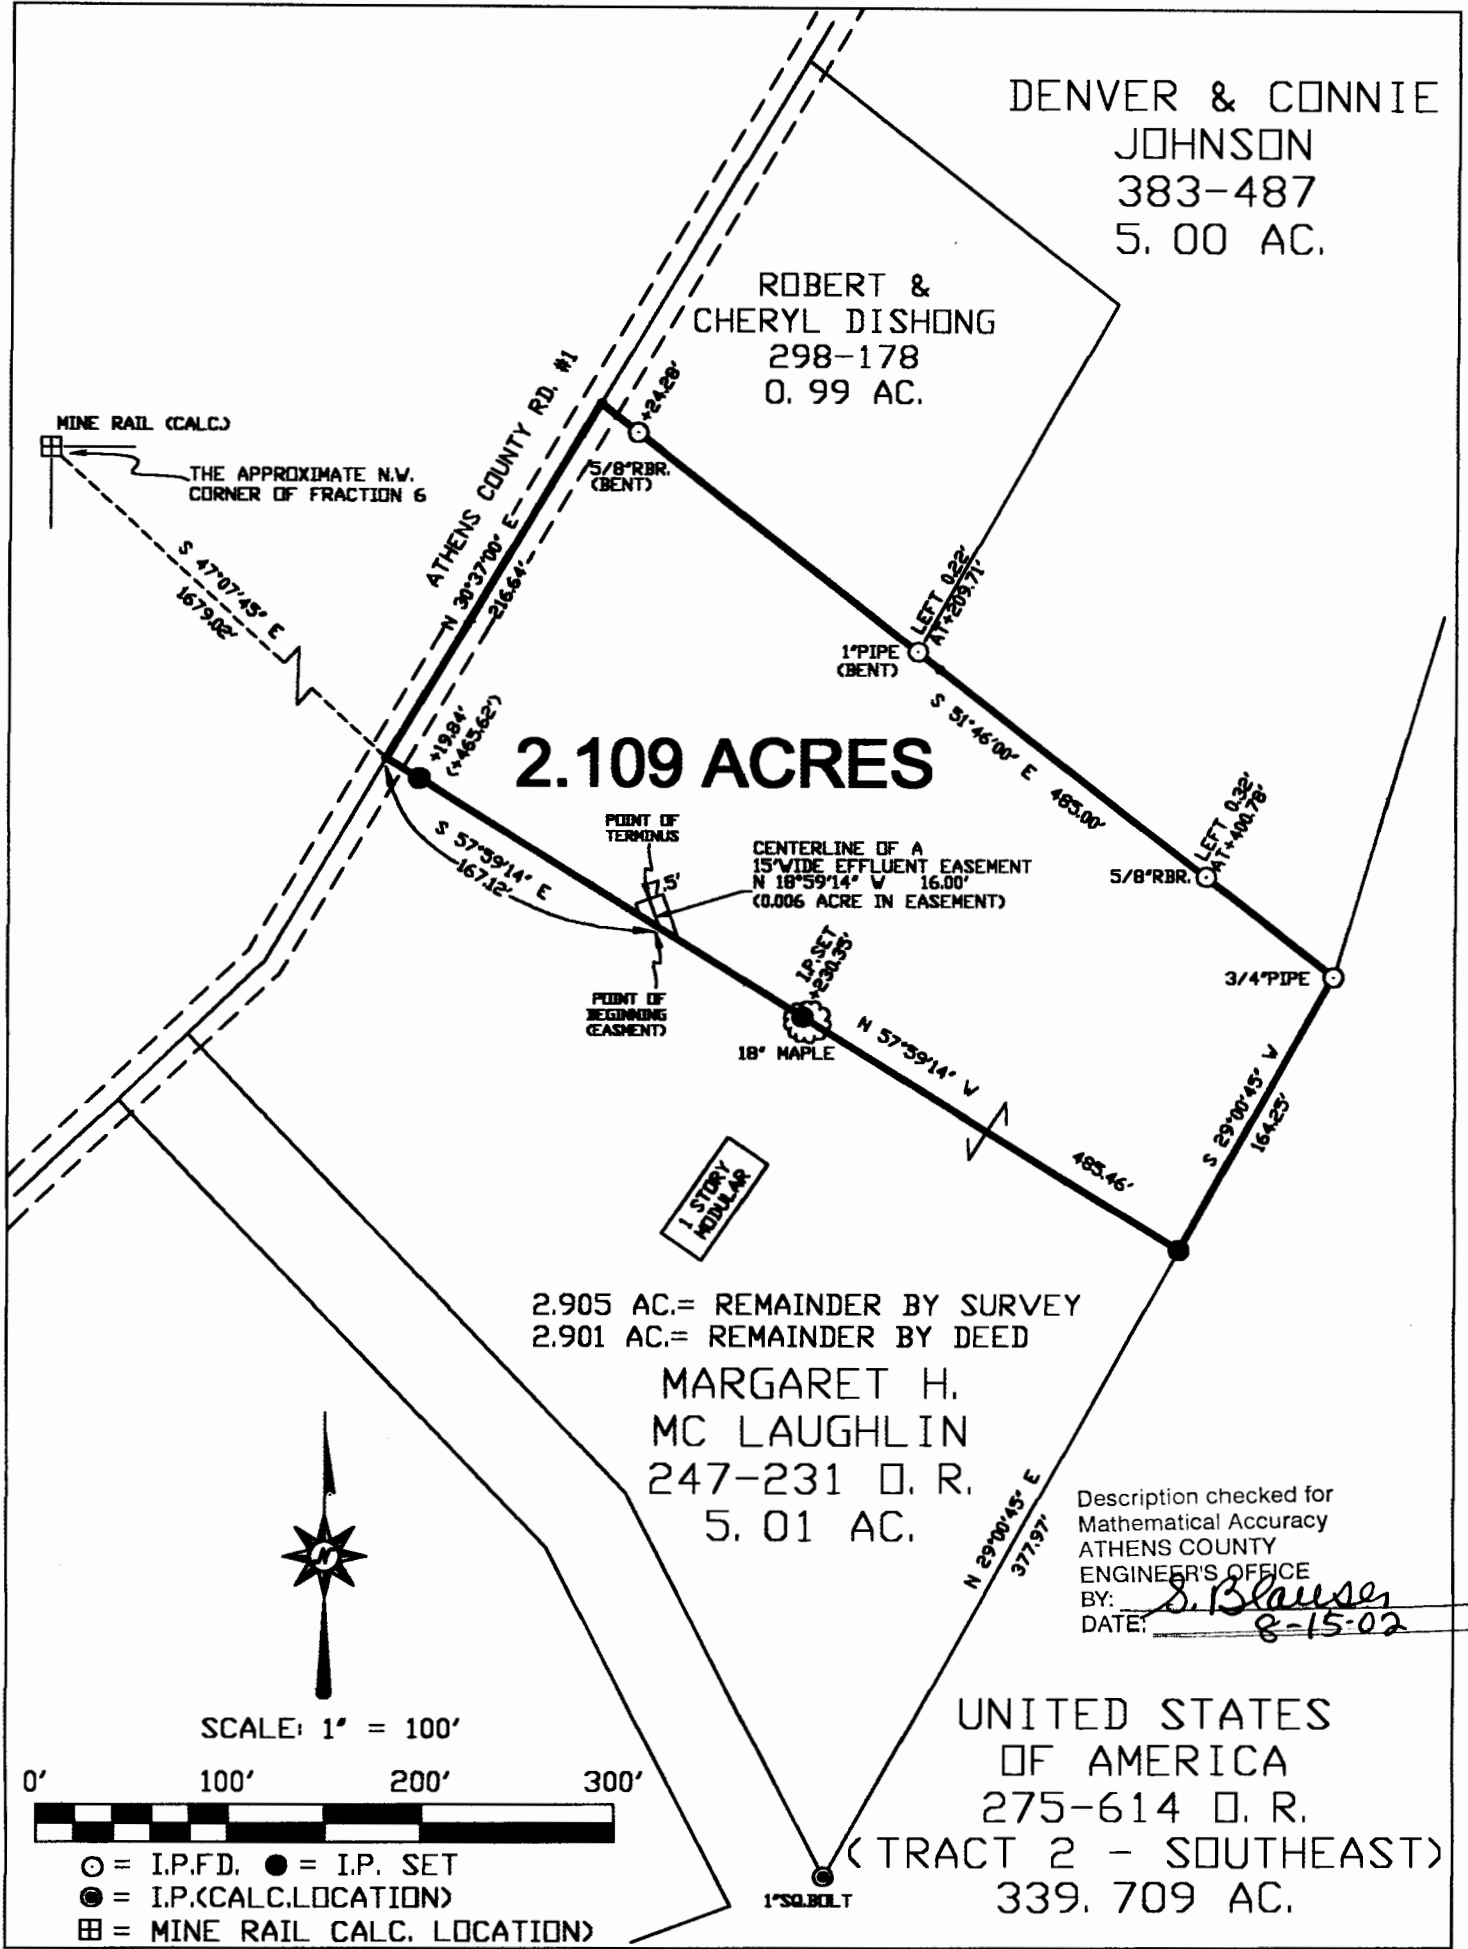 DENVER & CONNIE
JOHNSON
383-487
5.00 AC.
ROBERT &
CHERYL DISHONG
298-178
0.99 AC.
ATHENS COUNTY RD. #1
MINE RAIL (CALC.)
THE APPROXIMATE N.W.
CORNER OF FRACTION 6
S 47°07'45" E
1679.02'
N 30°37'00" E
216.64'
+24.28'
5/8"RBR.
(BENT)
LEFT 0.22'
AT+209.71'
1"PIPE
(BENT)
S 51°46'00" E 485.00'
LEFT 0.32'
AT+400.78'
5/8"RBR.
3/4"PIPE
+19.84'
(+465.62')
2.109 ACRES
S 57°59'14" E
167.12'
POINT OF
TERMINUS
7.5'
CENTERLINE OF A
15'WIDE EFFLUENT EASEMENT
N 18°59'14" W 16.00'
(0.006 ACRE IN EASEMENT)
POINT OF
BEGINNING
(EASMENT)
I.P.SET
+230.35'
18" MAPLE
N 57°59'14" W
485.46'
S 29°00'45" W
164.25'
1 STORY
MODULAR
2.905 AC.= REMAINDER BY SURVEY
2.901 AC.= REMAINDER BY DEED
MARGARET H.
MC LAUGHLIN
247-231 O.R.
5.01 AC.
N 29°00'45" E
377.97'
Description checked for
Mathematical Accuracy
ATHENS COUNTY
ENGINEER'S OFFICE
BY: S. Blauser
DATE: 8-15-02
N
SCALE: 1" = 100'
0' 100' 200' 300'
= I.P.FD. = I.P. SET
= I.P.(CALC.LOCATION)
= MINE RAIL CALC. LOCATION)
1"SQ.BOLT
UNITED STATES
OF AMERICA
275-614 O.R.
(TRACT 2 - SOUTHEAST)
339.709 AC.